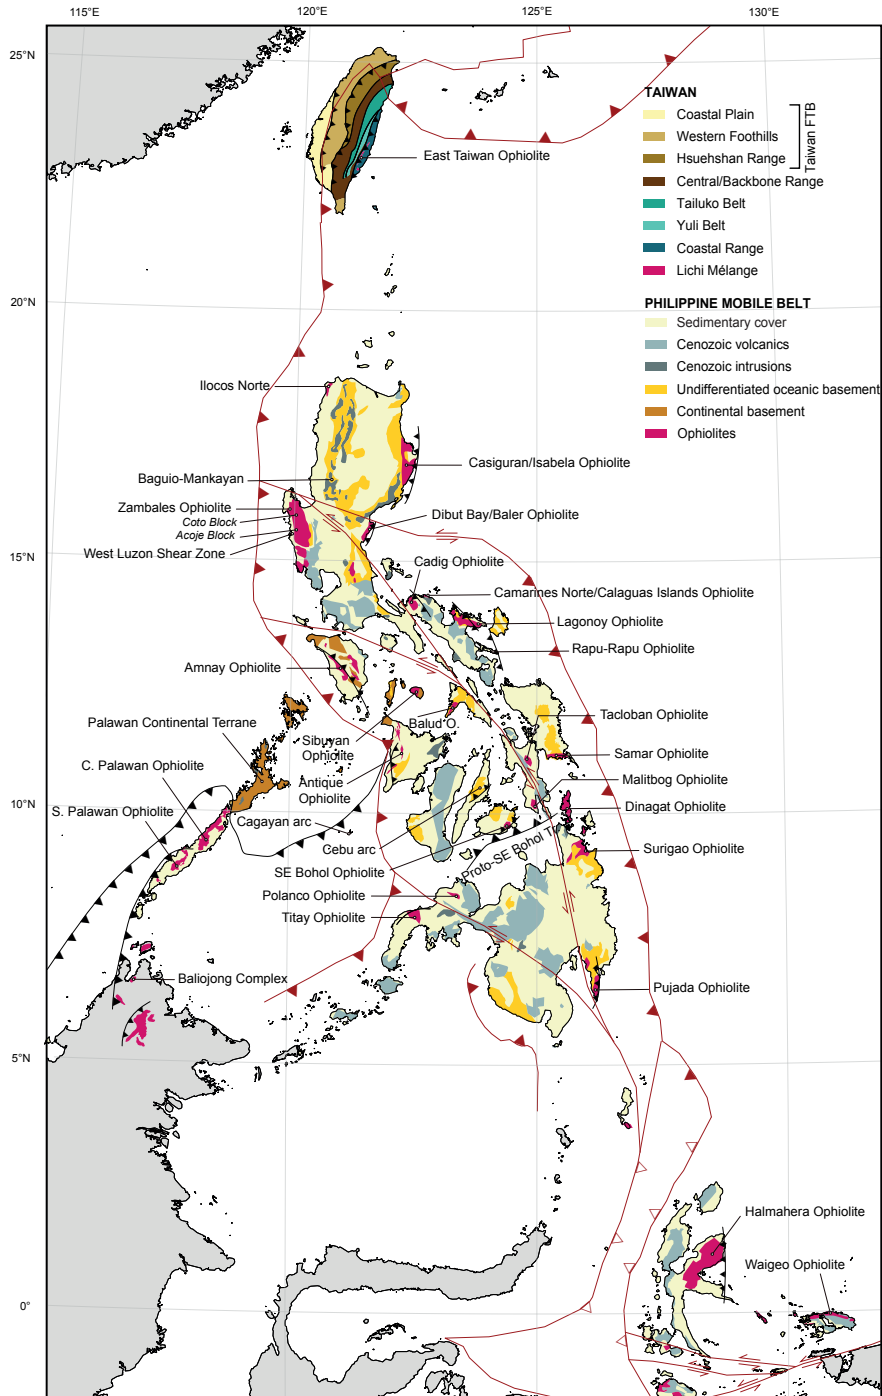 115°E
120°E
125°E
130°E
25°N
TAIWAN
Coastal Plain
Western Foothills
Hsuehshan Range
Taiwan FTB
Central/Backbone Range
Tailuko Belt
Yuli Belt
Coastal Range
Lichi Mélange
East Taiwan Ophiolite
20°N
PHILIPPINE MOBILE BELT
Sedimentary cover
Cenozoic volcanics
Cenozoic intrusions
Undifferentiated oceanic basement
Continental basement
Ophiolites
Ilocos Norte
Casiguran/Isabela Ophiolite
Baguio-Mankayan
Zambales Ophiolite
Coto Block
Acoje Block
Dibut Bay/Baler Ophiolite
West Luzon Shear Zone
15°N
Cadig Ophiolite
Camarines Norte/Calaguas Islands Ophiolite
Lagonoy Ophiolite
Rapu-Rapu Ophiolite
Amnay Ophiolite
Tacloban Ophiolite
Palawan Continental Terrane
Balud O.
Sibuyan
Ophiolite
Samar Ophiolite
C. Palawan Ophiolite
Malitbog Ophiolite
Antique
Ophiolite
10°N
Dinagat Ophiolite
S. Palawan Ophiolite
Cagayan arc
Cebu arc
Proto-SE Bohol Tr.
Surigao Ophiolite
SE Bohol Ophiolite
Polanco Ophiolite
Titay Ophiolite
Baliojong Complex
Pujada Ophiolite
5°N
Halmahera Ophiolite
Waigeo Ophiolite
0°